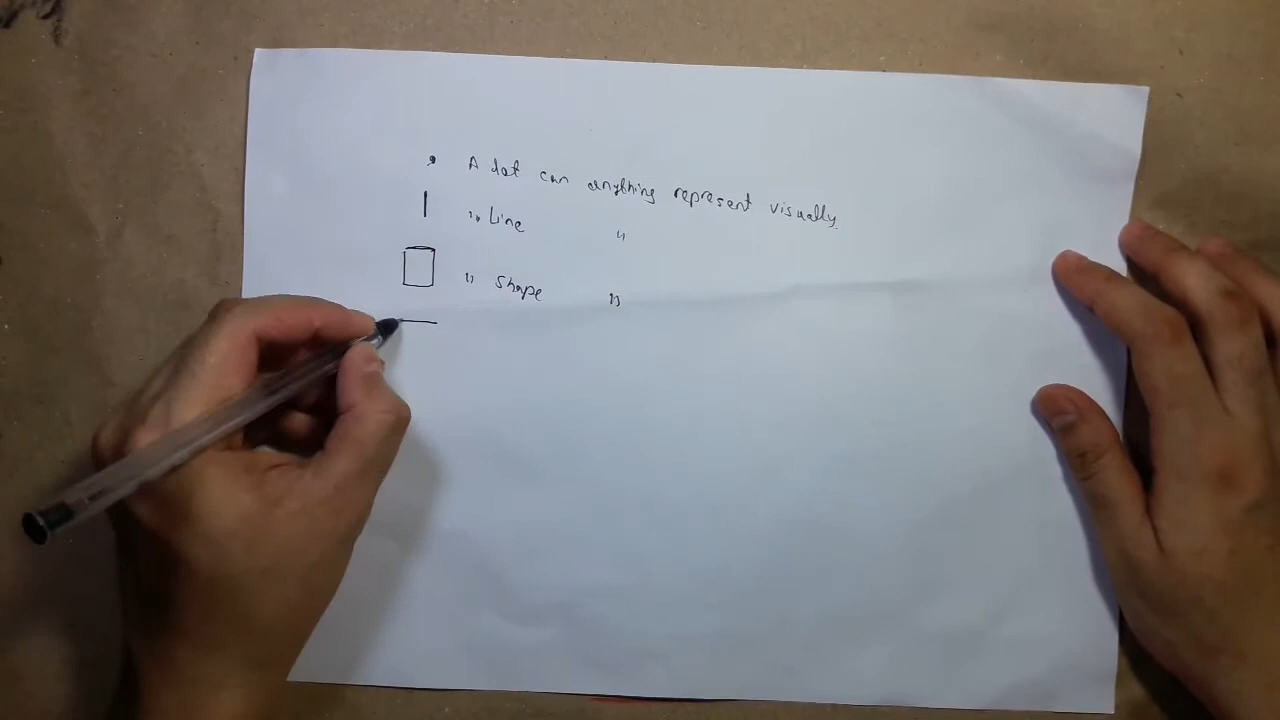 A dot can anything represent visually.
" Line "
" Shape "